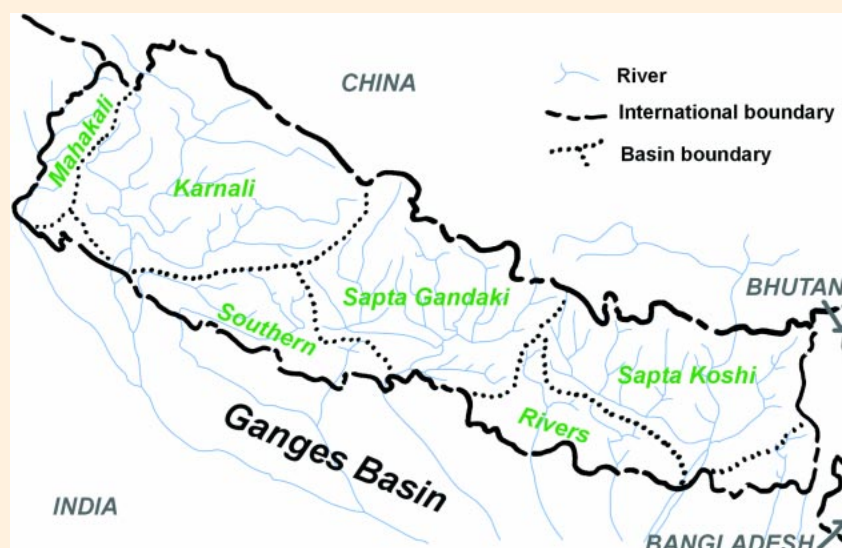 CHINA
River
International boundary
Basin boundary
Mahakali
Karnali
Sapta Gandaki
Southern
Sapta Koshi
Rivers
BHUTAN
Ganges Basin
INDIA
BANGLADESH